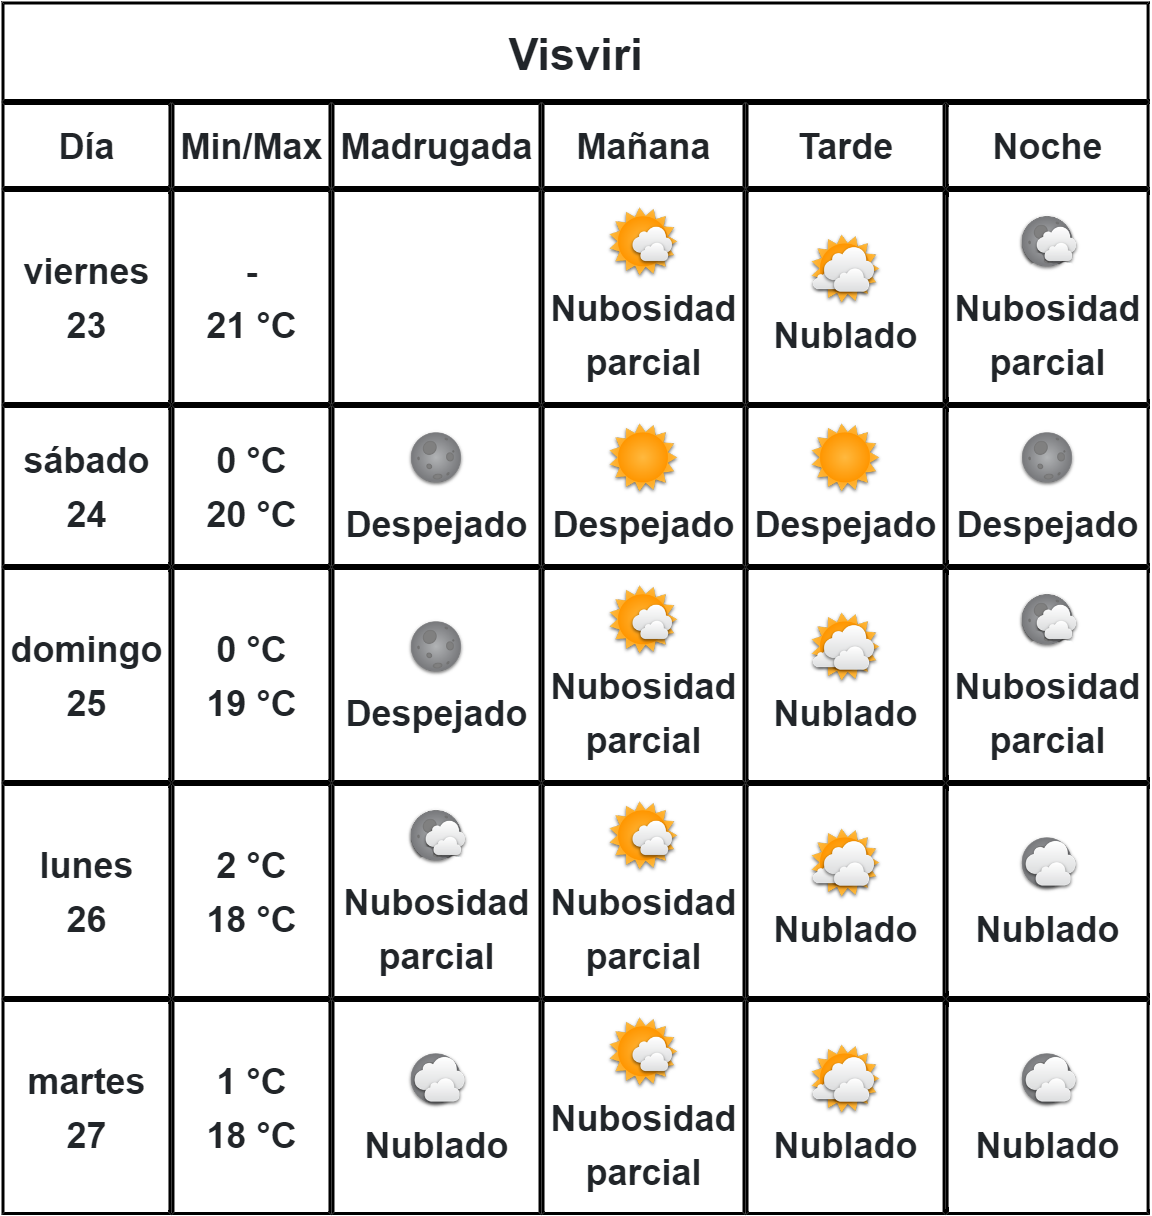 Visviri
Día Min/Max Madrugada Mañana Tarde Noche
viernes 23 - 21 °C Nubosidad parcial Nublado Nubosidad parcial
sábado 24 0 °C 20 °C Despejado Despejado Despejado Despejado
domingo 25 0 °C 19 °C Despejado Nubosidad parcial Nublado Nubosidad parcial
lunes 26 2 °C 18 °C Nubosidad parcial Nubosidad parcial Nublado Nublado
martes 27 1 °C 18 °C Nublado Nubosidad parcial Nublado Nublado